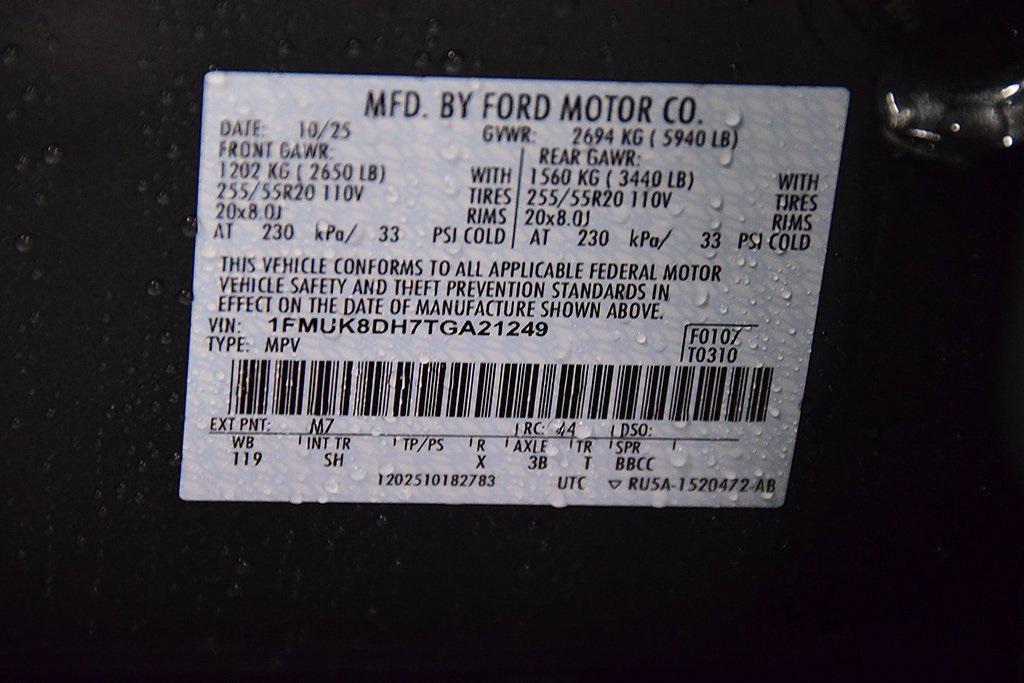 MFD. BY FORD MOTOR CO.
DATE: 10/25 GVWR: 2694 KG ( 5940 LB)
FRONT GAWR: REAR GAWR:
1202 KG ( 2650 LB) WITH 1560 KG ( 3440 LB) WITH
255/55R20 110V TIRES 255/55R20 110V TIRES
20x8.0J RIMS 20x8.0J RIMS
AT 230 kPa/ 33 PSI COLD AT 230 kPa/ 33 PSI COLD
THIS VEHICLE CONFORMS TO ALL APPLICABLE FEDERAL MOTOR
VEHICLE SAFETY AND THEFT PREVENTION STANDARDS IN
EFFECT ON THE DATE OF MANUFACTURE SHOWN ABOVE.
VIN: 1FMUK8DH7TGA21249 F0107
TYPE: MPV T0310
EXT PNT: M7 RC: 44 DSO:
WB INT TR TP/PS R AXLE TR SPR
119 SH X 3B T BBCC
1202510182783 UTC ▽ RU5A-1520472-AB